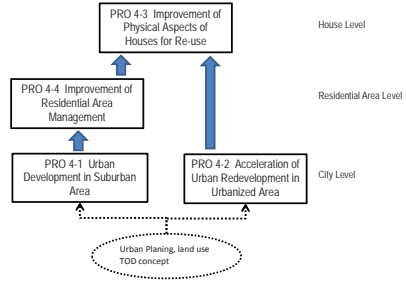 PRO 4-3 Improvement of
Physical Aspects of
Houses for Re-use
House Level
PRO 4-4 Improvement of
Residential Area
Management
Residential Area Level
PRO 4-1 Urban
Development in Suburban
Area
PRO 4-2 Acceleration of
Urban Redevelopment in
Urbanized Area
City Level
Urban Planing, land use
TOD concept